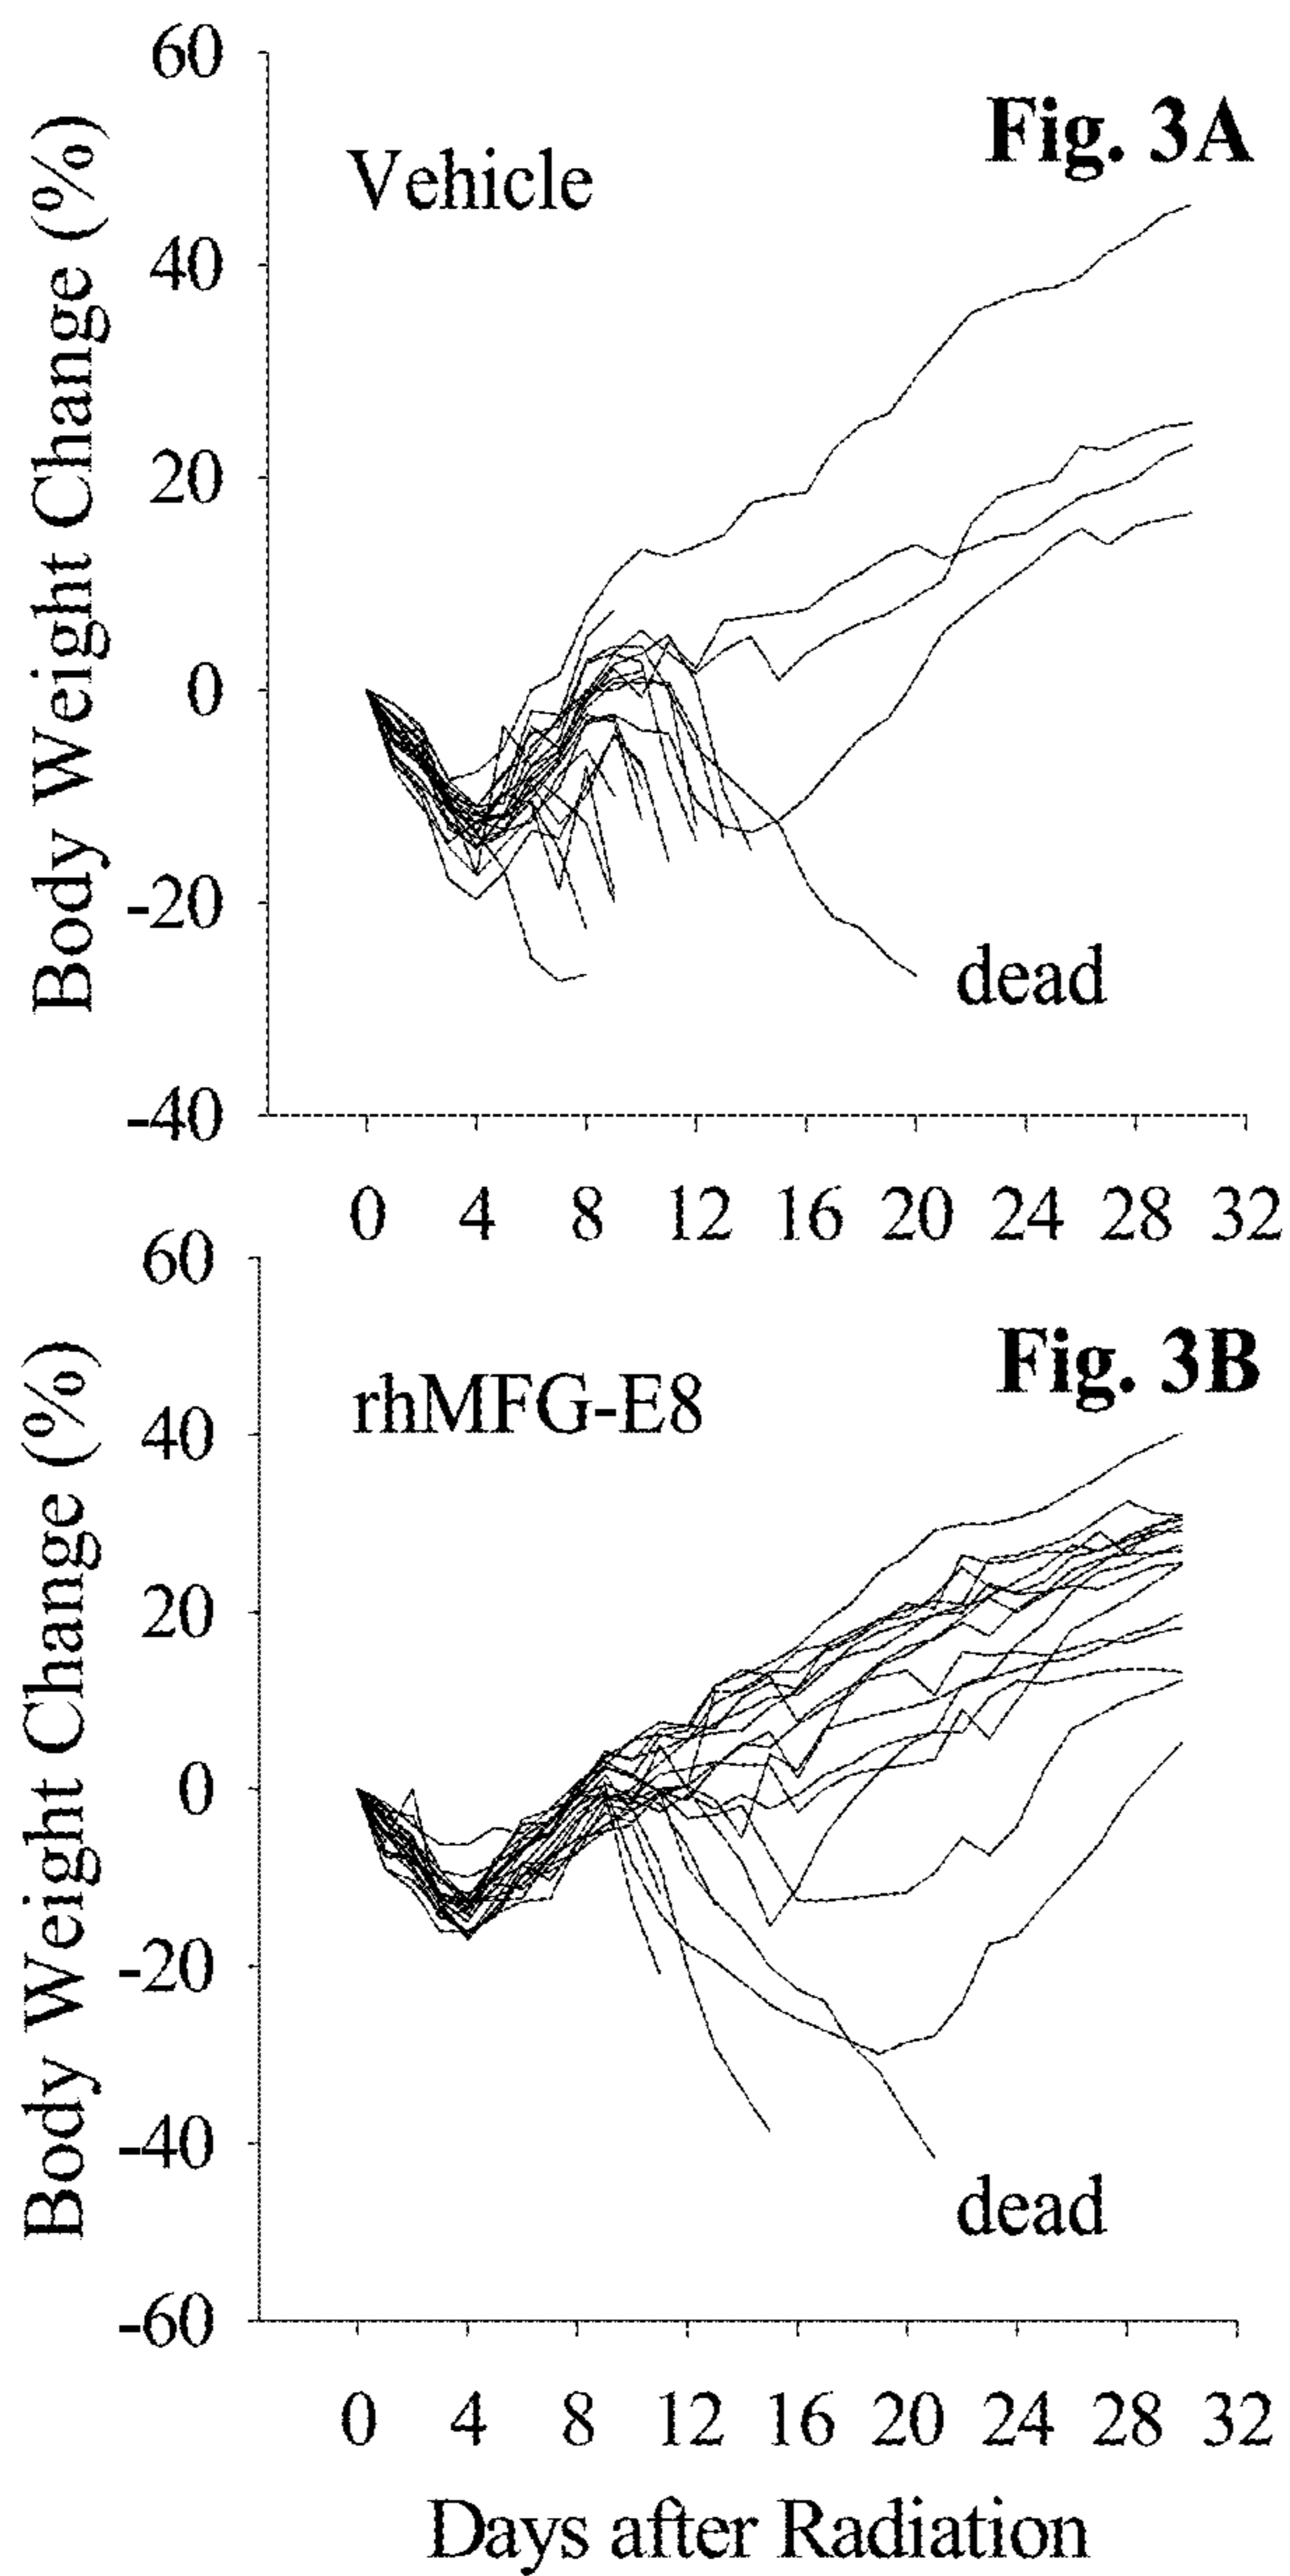 60
Fig. 3A
Vehicle
40
20
0
-20
dead
-40
0 4 8 12 16 20 24 28 32
Body Weight Change (%)
60
Fig. 3B
rhMFG-E8
40
20
0
-20
-40
dead
-60
0 4 8 12 16 20 24 28 32
Body Weight Change (%)
Days after Radiation